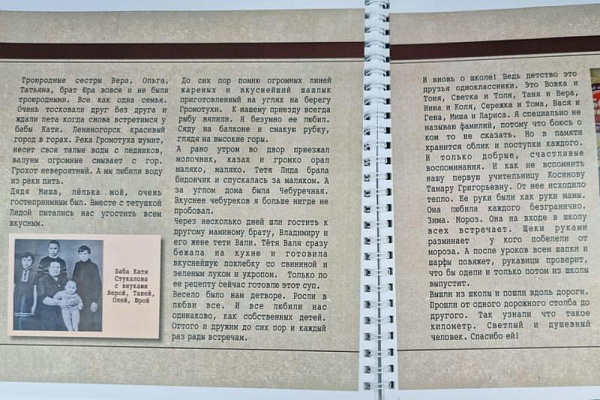 Троюродные сестры Вера, Ольга,
Татьяна, брат Юра вовсе и не были
троюродными. Все как одна семья.
Очень тосковали друг без друга и
ждали лета когда снова встретимся у
бабы Кати. Лениногорск красивый
город в горах. Река Громотуха шумит,
несет свои талые воды с ледников,
валуны огромные смывает с гор.
Грохот невероятный. А мы любили воду
из реки пить.
Дядя Миша, лёлька мой, очень
гостеприимным был. Вместе с тетушкой
Лидой пытались нас угостить всем
вкусным.
Баба Катя
Стукалова
с внуками
Верой, Таней,
Олей, Юрой
До сих пор помню огромных линей
жареных и вкуснейший шашлык
приготовленный на углях на берегу
Громотухи. К нашему приезду всегда
рыбу вялили. Я безумно ее любил.
Сяду на балконе и смакую рубку,
глядя на высокие горы.
А рано утром во двор приезжал
молочник, казах и громко орал
маляко, маляко. Тетя Лида брала
бидончик и спускалась за маляком. А
за углом дома была Чебуречная.
Вкуснее чебуреков я больше нигде не
пробовал.
Через несколько дней шли гостить к
другому маминому брату, Владимиру и
его жене тети Вали. Тётя Валя сразу
бежала на кухню и готовила
вкуснейшую похлебку со свининой и
зеленым луком и укропом. Только по
ее рецепту сейчас готовлю этот суп.
Весело было нам детворе. Росли в
любви все. И все любили нас
одинаково, как собственных детей.
Оттого и дружим до сих пор и каждый
раз рады встречам.
И вновь о школе! Ведь детство это
друзья одноклассники. Это Вовка и
Тоня, Светка и Толя, Таня и Вера,
Нина и Коля, Сережка и Тома, Вася и
Гена, Миша и Лариса. Я специально не
называю фамилий, потому что боюсь о
ком то не сказать. Но в памяти
хранится облик и поступки каждого.
И только добрые, счастливые
воспоминания. И как не вспомнить
нашу первую учительницу Косинову
Тамару Григорьевну. От нее исходило
тепло. Ее руки были как руки мамы.
Она любила каждого безгранично.
Зима. Мороз. Она на входе в школу
всех встречает. Щеки руками
разминает у кого побелели от
мороза. А после уроков всем шапки и
шарфы повяжет, рукавицы проверит,
что бы одели и только потом из школы
выпустит.
Вышли из школы и пошли вдоль дороги.
Прошли от одного дорожного столба до
другого. Так узнали что такое
километр. Светлый и душевный
человек. Спасибо ей!